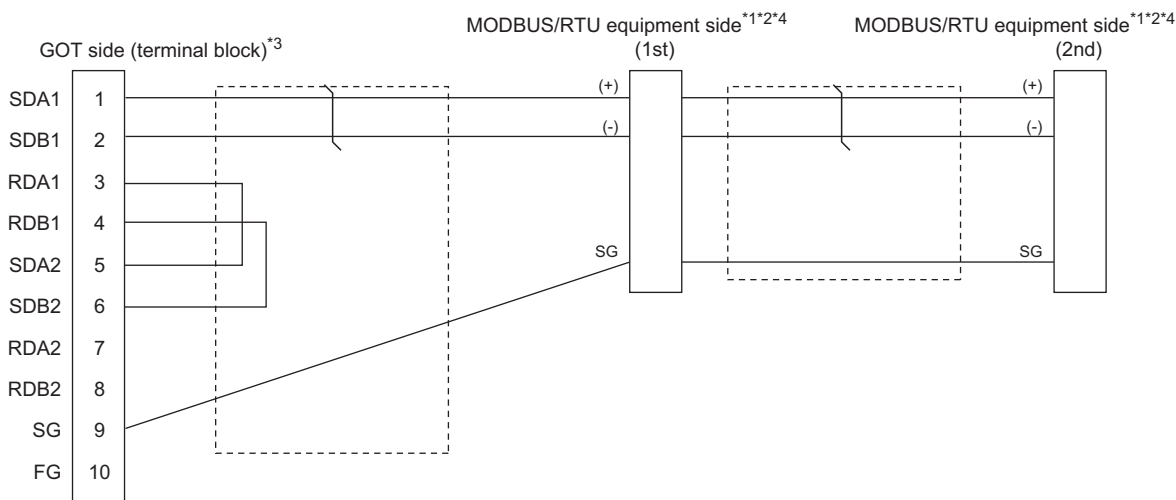 MODBUS/RTU equipment side*1*2*4
(1st)
MODBUS/RTU equipment side*1*2*4
(2nd)
GOT side (terminal block)*3
SDA1 1
SDB1 2
RDA1 3
RDB1 4
SDA2 5
SDB2 6
RDA2 7
RDB2 8
SG 9
FG 10
(+)
(-)
SG
(+)
(-)
SG